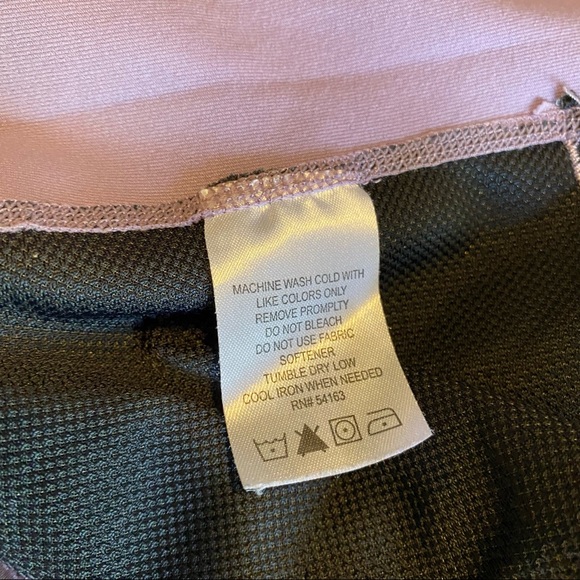 MACHINE WASH COLD WITH
LIKE COLORS ONLY
REMOVE PROMPLTY
DO NOT BLEACH
DO NOT USE FABRIC
SOFTENER
TUMBLE DRY LOW
COOL IRON WHEN NEEDED
RN# 54163